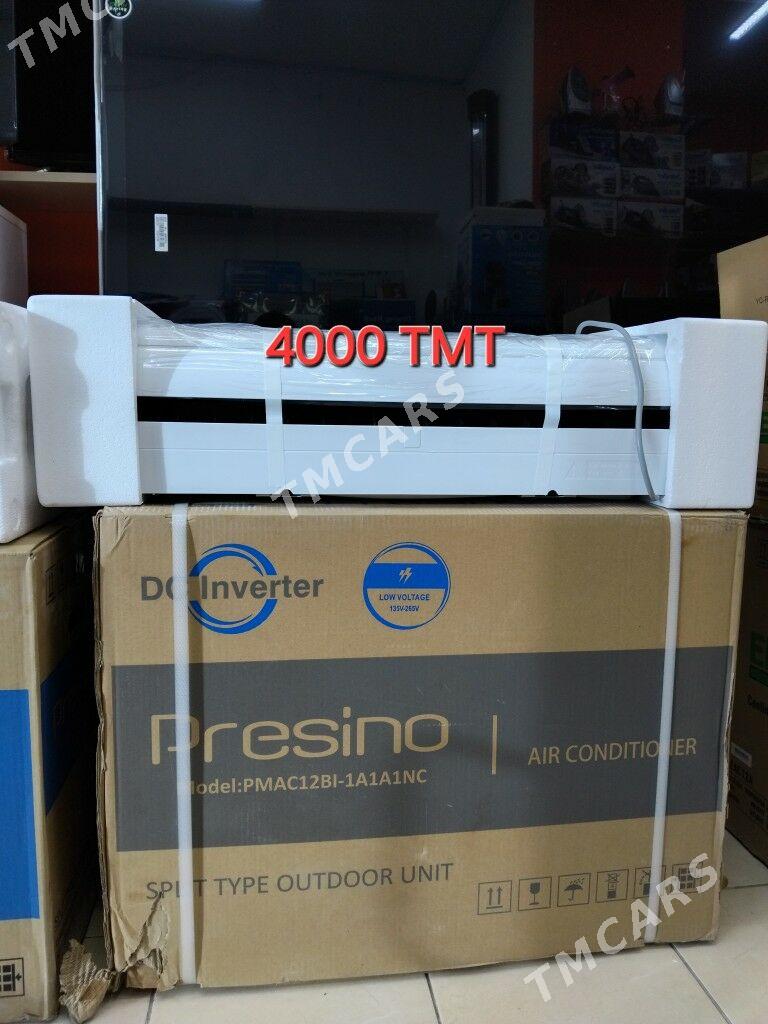 TMCARS
4000 TMT
TMCARS
DC Inverter
LOW VOLTAGE
135V-265V
Presino
AIR CONDITIONER
Model:PMAC12BI-1A1A1NC
SPLIT TYPE OUTDOOR UNIT
TMCARS